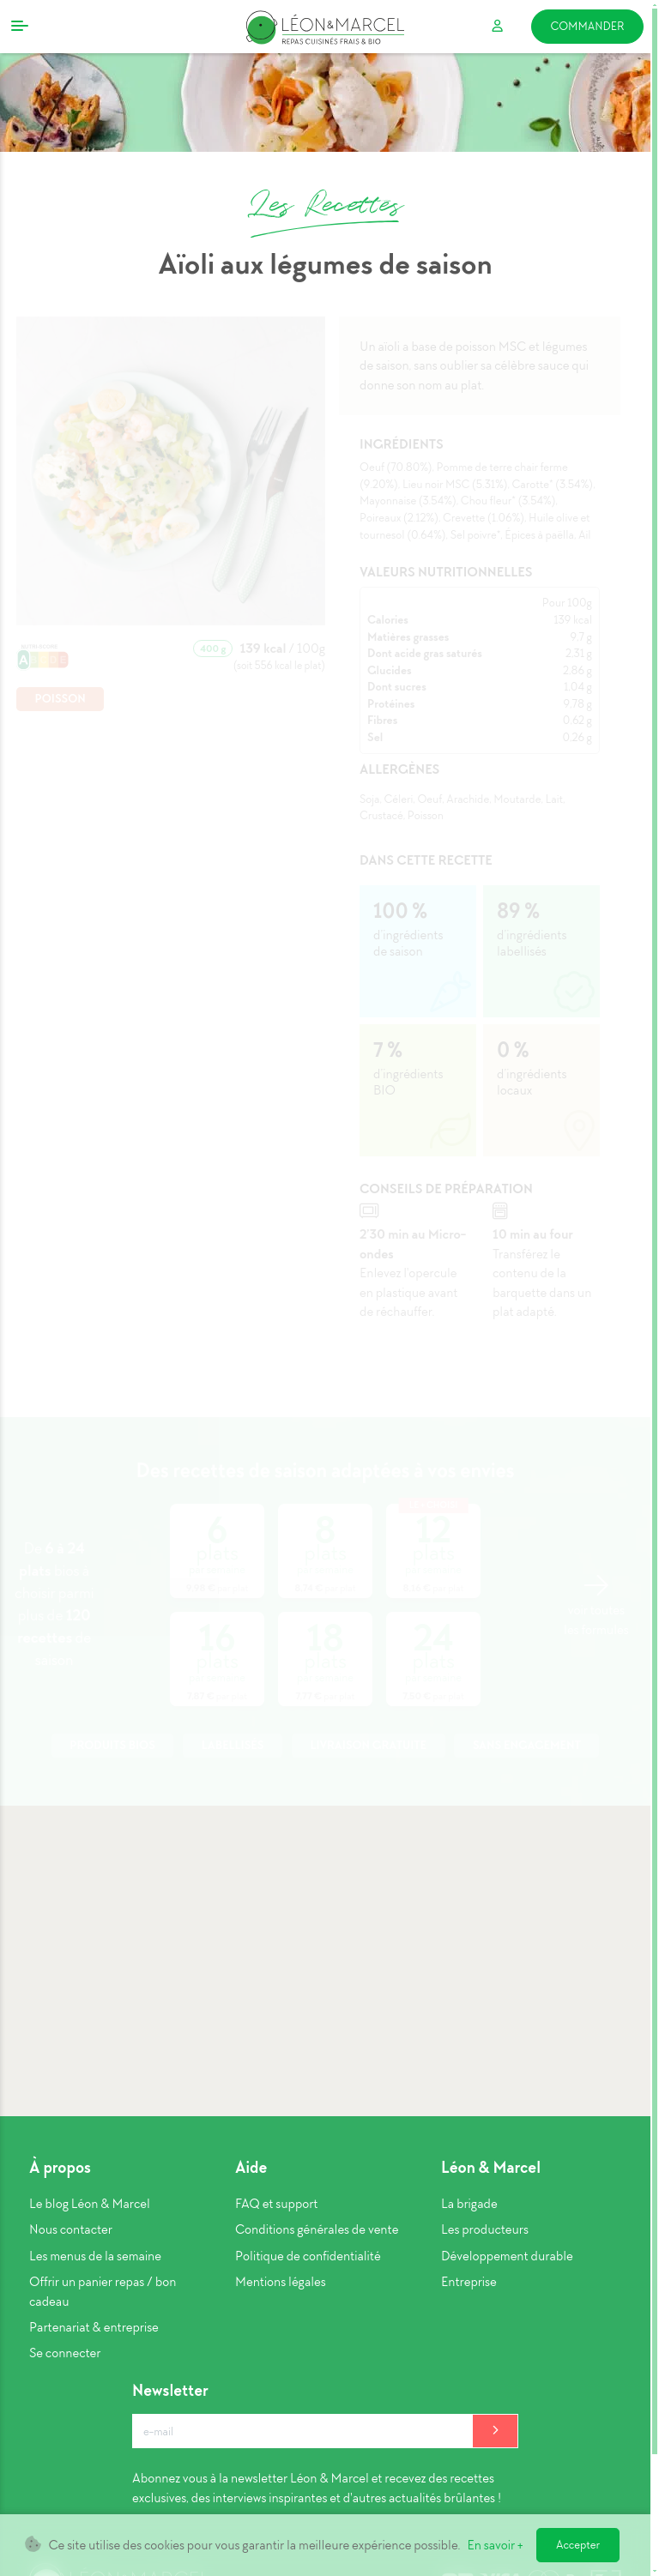 LÉON&MARCEL
REPAS CUISINÉS FRAIS & BIO
COMMANDER
Les Recettes
Aïoli aux légumes de saison
Un aïoli a base de poisson MSC et légumes
de saison, sans oublier sa célèbre sauce qui
donne son nom au plat.
INGRÉDIENTS
Oeuf (70.80%), Pomme de terre chair ferme
(9.20%), Lieu noir MSC (5.31%), Carotte* (3.54%),
Mayonnaise (3.54%), Chou fleur* (3.54%),
Poireaux (2.12%), Crevette (1.06%), Huile olive et
tournesol (0.64%), Sel poivre*, Épices à paëlla, Ail
VALEURS NUTRITIONNELLES
Pour 100g
Calories 139 kcal
Matières grasses 9.7 g
Dont acide gras saturés 2.31 g
Glucides 2.86 g
Dont sucres 1.04 g
Protéines 9.78 g
Fibres 0.62 g
Sel 0.26 g
A
400 g 139 kcal / 100g
(soit 556 kcal le plat)
POISSON
ALLERGÈNES
Soja, Céleri, Oeuf, Arachide, Moutarde, Lait,
Crustacé, Poisson
DANS CETTE RECETTE
100 %
d'ingrédients
de saison
89 %
d'ingrédients
labellisés
7 %
d'ingrédients
BIO
0 %
d'ingrédients
locaux
CONSEILS DE PRÉPARATION
2'30 min au Micro-
ondes
Enlevez l'opercule
en plastique avant
de réchauffer.
10 min au four
Transférez le
contenu de la
barquette dans un
plat adapté.
Des recettes de saison adaptées à vos envies
De 6 à 24
plats
120
recettes
6
plats
8
plats
12
plats
16
plats
18
plats
24
plats
À propos
Le blog Léon & Marcel
Nous contacter
Les menus de la semaine
Offrir un panier repas / bon
cadeau
Partenariat & entreprise
Se connecter
Aide
FAQ et support
Conditions générales de vente
Politique de confidentialité
Mentions légales
Léon & Marcel
La brigade
Les producteurs
Développement durable
Entreprise
Newsletter
e-mail
Abonnez vous à la newsletter Léon & Marcel et recevez des recettes
exclusives, des interviews inspirantes et d'autres actualités brûlantes !
Ce site utilise des cookies pour vous garantir la meilleure expérience possible. En savoir +
Accepter